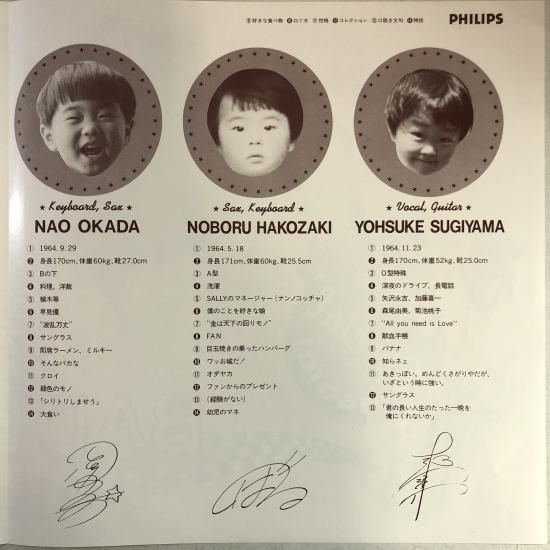 ⑧好きな食べ物 ⑩口ぐせ ⑪性格 ⑫コレクション ⑬口説き文句 ⑭特技
PHILIPS
★ Keyboard, Sax ★
NAO OKADA
① 1964.9.29
② 身長170cm、体重60kg、靴27.0cm
③ Bの下
④ 料理、洋裁
⑤ 植木等
⑥ 早見優
⑦ "波乱万丈"
⑧ サングラス
⑨ 即席ラーメン、ミルキー
⑩ そんなバカな
⑪ クロイ
⑫ 緑色のモノ
⑬ 「シリトリしませう」
⑭ 大食い
★ Sax, Keyboard ★
NOBORU HAKOZAKI
① 1964.5.18
② 身長171cm、体重60kg、靴25.5cm
③ A型
④ 洗濯
⑤ SALLYのマネージャー(ナンノコッチャ)
⑥ 僕のことを好きな娘
⑦ "金は天下の回りモノ"
⑧ FAN
⑨ 目玉焼きの乗ったハンバーグ
⑩ ワッお城だ!
⑪ オダヤカ
⑫ ファンからのプレゼント
⑬ (経験がない)
⑭ 幼児のマネ
★ Vocal, Guitar ★
YOHSUKE SUGIYAMA
① 1964.11.23
② 身長170cm、体重52kg、靴25.0cm
③ O型特殊
④ 深夜のドライブ、長電話
⑤ 矢沢永吉、加藤喜一
⑥ 森尾由美、菊池桃子
⑦ "All you need is Love"
⑧ 献血手帳
⑨ バナナ
⑩ 知らネェ
⑪ あきっぽい。めんどくさがりやだが、
いざという時に強い。
⑫ サングラス
⑬ 「君の長い人生のたった一晩を
俺にくれないか」